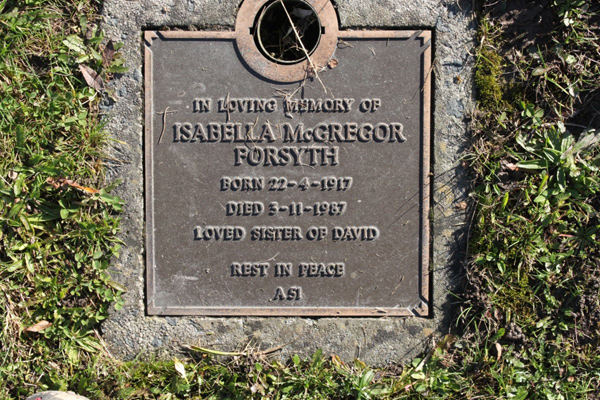 IN LOVING MEMORY OF
ISABELLA McGREGOR
FORSYTH
BORN 22-4-1917
DIED 3-11-1987
LOVED SISTER OF DAVID
REST IN PEACE
A51